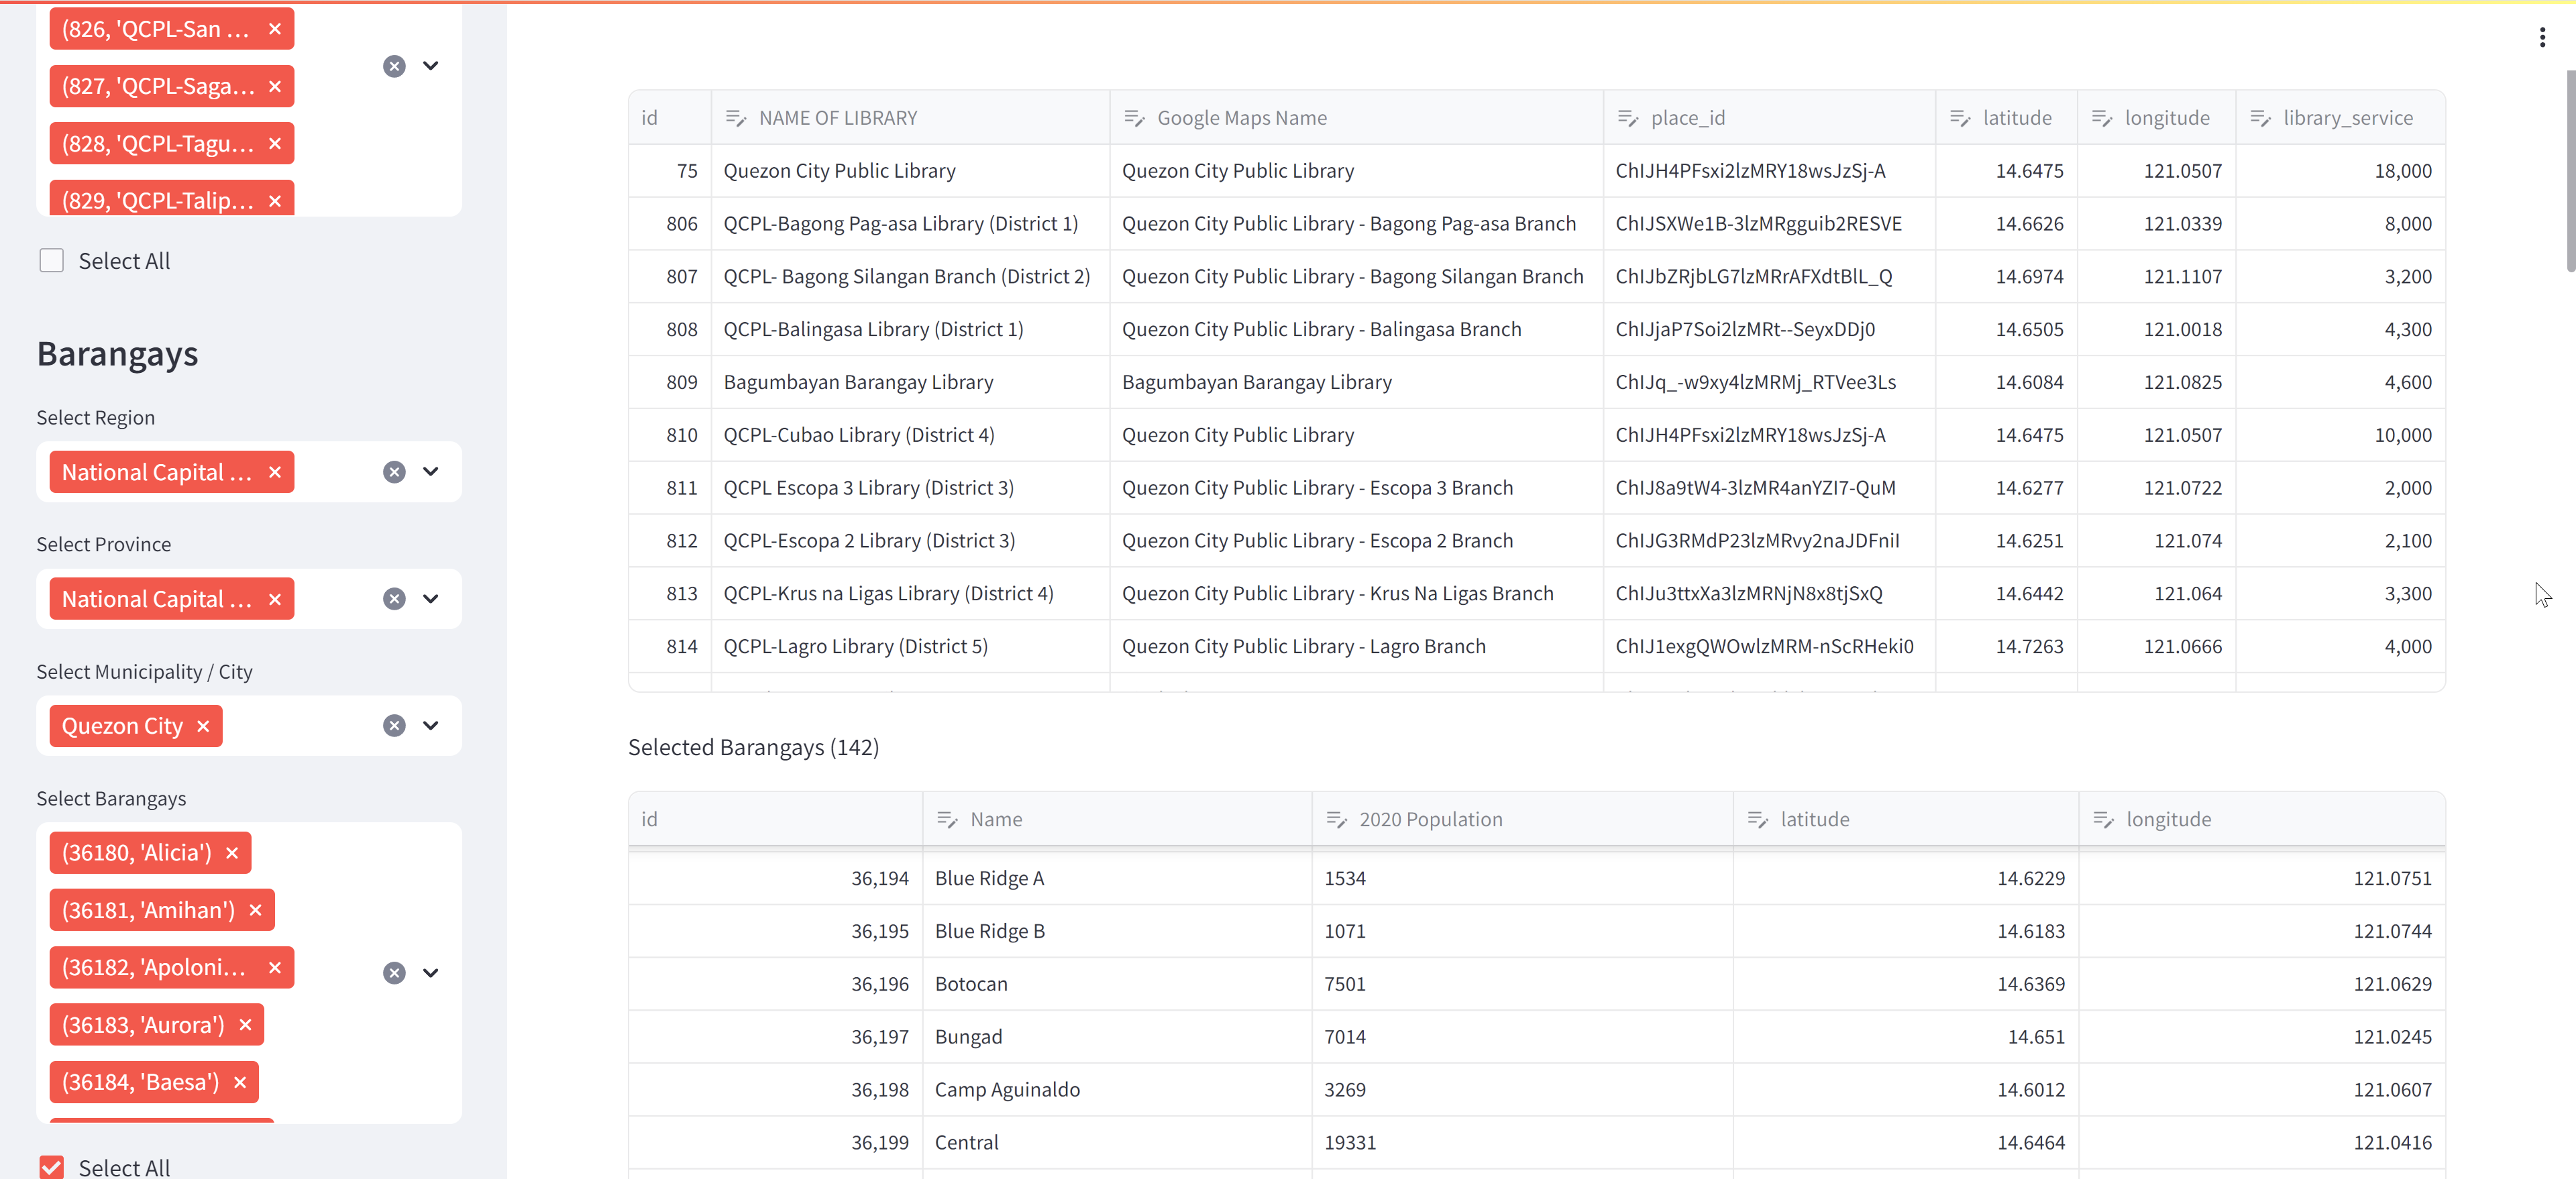 (826, 'QCPL-San ...
(827, 'QCPL-Saga...
(828, 'QCPL-Tagu...
(829, 'QCPL-Talip...
Select All
Barangays
Select Region
National Capital ...
Select Province
National Capital ...
Select Municipality / City
Quezon City
Select Barangays
(36180, 'Alicia')
(36181, 'Amihan')
(36182, 'Apoloni...
(36183, 'Aurora')
(36184, 'Baesa')
Select All
id NAME OF LIBRARY Google Maps Name place_id latitude longitude library_service
75 Quezon City Public Library Quezon City Public Library ChIJH4PFsxi2lzMRY18wsJzSj-A 14.6475 121.0507 18,000
806 QCPL-Bagong Pag-asa Library (District 1) Quezon City Public Library - Bagong Pag-asa Branch ChIJSXWe1B-3lzMRgguib2RESVE 14.6626 121.0339 8,000
807 QCPL- Bagong Silangan Branch (District 2) Quezon City Public Library - Bagong Silangan Branch ChIJbZRjbLG7lzMRrAFXdtBlL_Q 14.6974 121.1107 3,200
808 QCPL-Balingasa Library (District 1) Quezon City Public Library - Balingasa Branch ChIJjaP7Soi2lzMRt--SeyxDDj0 14.6505 121.0018 4,300
809 Bagumbayan Barangay Library Bagumbayan Barangay Library ChIJq_-w9xy4lzMRMj_RTVee3Ls 14.6084 121.0825 4,600
810 QCPL-Cubao Library (District 4) Quezon City Public Library ChIJH4PFsxi2lzMRY18wsJzSj-A 14.6475 121.0507 10,000
811 QCPL Escopa 3 Library (District 3) Quezon City Public Library - Escopa 3 Branch ChIJ8a9tW4-3lzMR4anYZI7-QuM 14.6277 121.0722 2,000
812 QCPL-Escopa 2 Library (District 3) Quezon City Public Library - Escopa 2 Branch ChIJG3RMdP23lzMRvy2naJDFniI 14.6251 121.074 2,100
813 QCPL-Krus na Ligas Library (District 4) Quezon City Public Library - Krus Na Ligas Branch ChIJu3ttxXa3lzMRNjN8x8tjSxQ 14.6442 121.064 3,300
814 QCPL-Lagro Library (District 5) Quezon City Public Library - Lagro Branch ChIJ1exgQWOwlzMRM-nScRHeki0 14.7263 121.0666 4,000
Selected Barangays (142)
id Name 2020 Population latitude longitude
36,194 Blue Ridge A 1534 14.6229 121.0751
36,195 Blue Ridge B 1071 14.6183 121.0744
36,196 Botocan 7501 14.6369 121.0629
36,197 Bungad 7014 14.651 121.0245
36,198 Camp Aguinaldo 3269 14.6012 121.0607
36,199 Central 19331 14.6464 121.0416